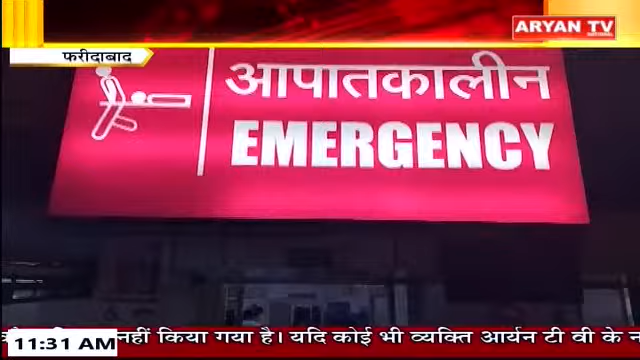 ARYAN TV
फरीदाबाद
आपातकालीन
EMERGENCY
नहीं किया गया है। यदि कोई भी व्यक्ति आर्यन टी वी के
11:31 AM